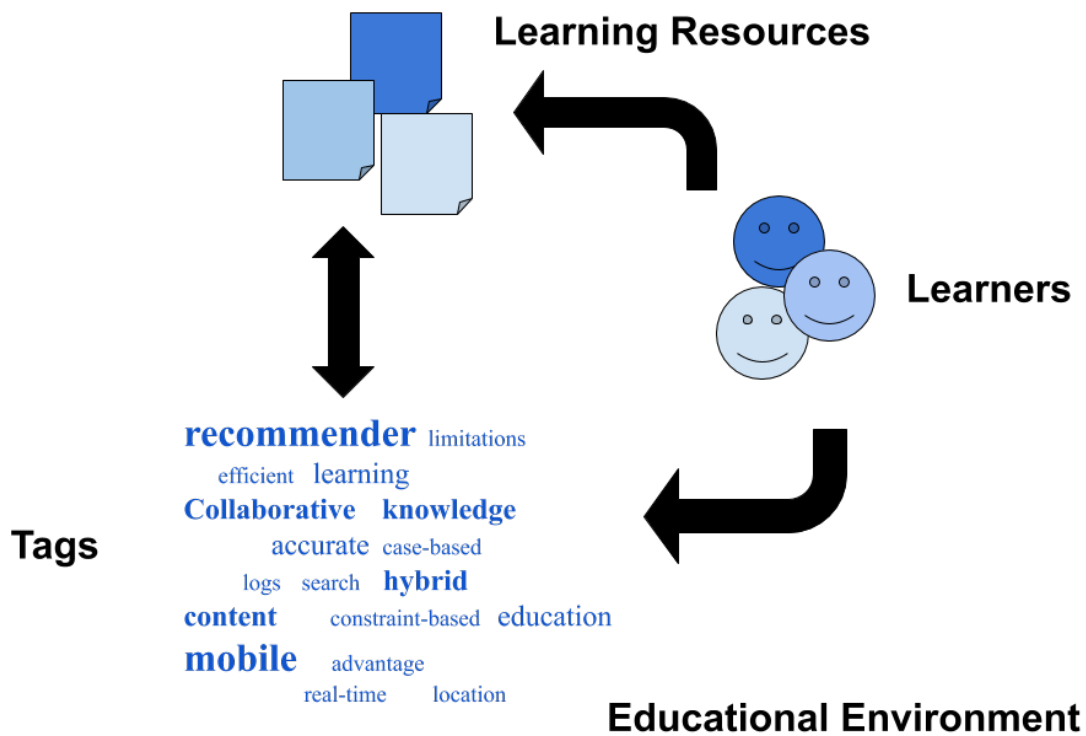 Learning Resources
Learners
recommender limitations
efficient learning
Collaborative knowledge
Tags
accurate case-based
logs search hybrid
content constraint-based education
mobile advantage
real-time location
Educational Environment